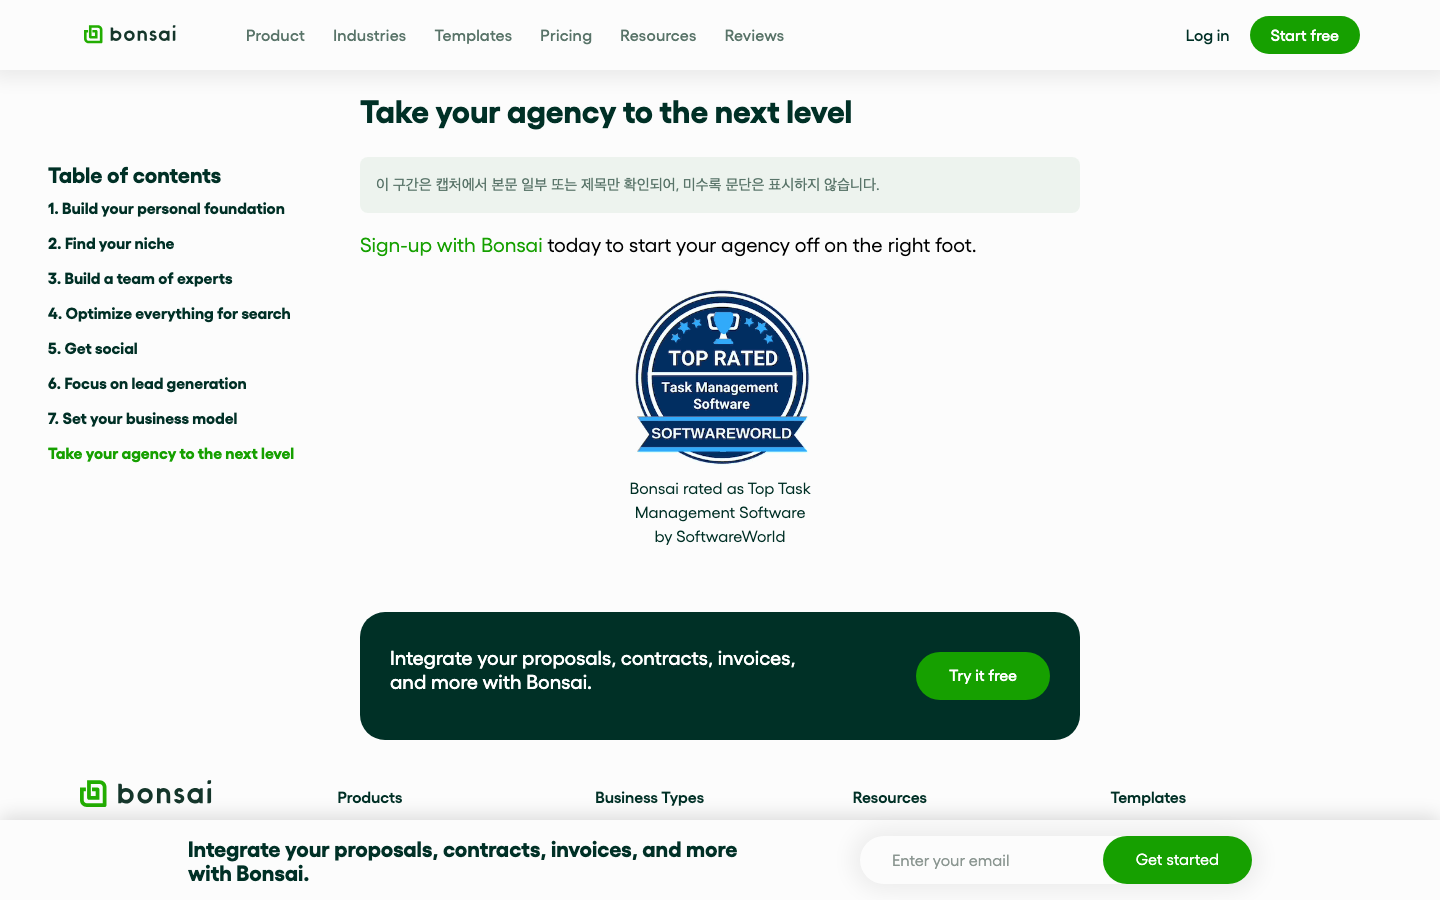 bonsai
Product
Industries
Templates
Pricing
Resources
Reviews
Log in
Start free
Take your agency to the next level
Table of contents
1. Build your personal foundation
2. Find your niche
3. Build a team of experts
4. Optimize everything for search
5. Get social
6. Focus on lead generation
7. Set your business model
Take your agency to the next level
이 구간은 캡처에서 본문 일부 또는 제목만 확인되어, 미수록 문단은 표시하지 않습니다.
Sign-up with Bonsai today to start your agency off on the right foot.
TOP RATED
Task Management
Software
SOFTWAREWORLD
Bonsai rated as Top Task
Management Software
by SoftwareWorld
Integrate your proposals, contracts, invoices,
and more with Bonsai.
Try it free
bonsai
Products
Business Types
Resources
Templates
Integrate your proposals, contracts, invoices, and more
with Bonsai.
Enter your email
Get started